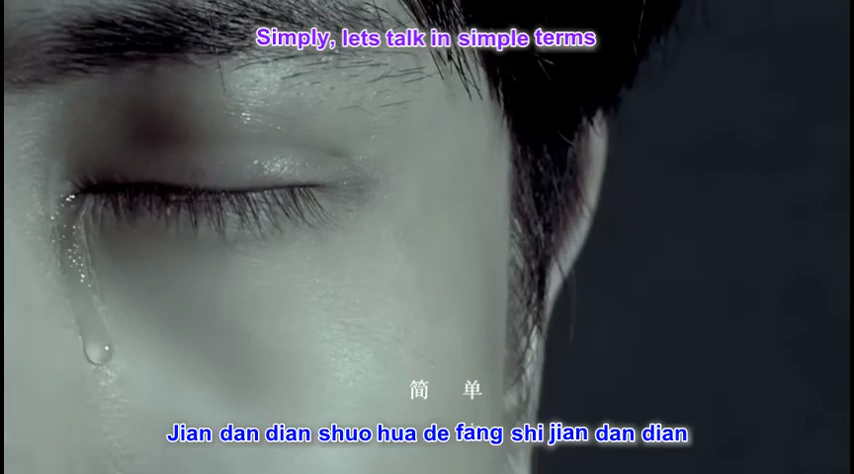 Simply, lets talk in simple terms
简 单
Jian dan dian shuo hua de fang shi jian dan dian